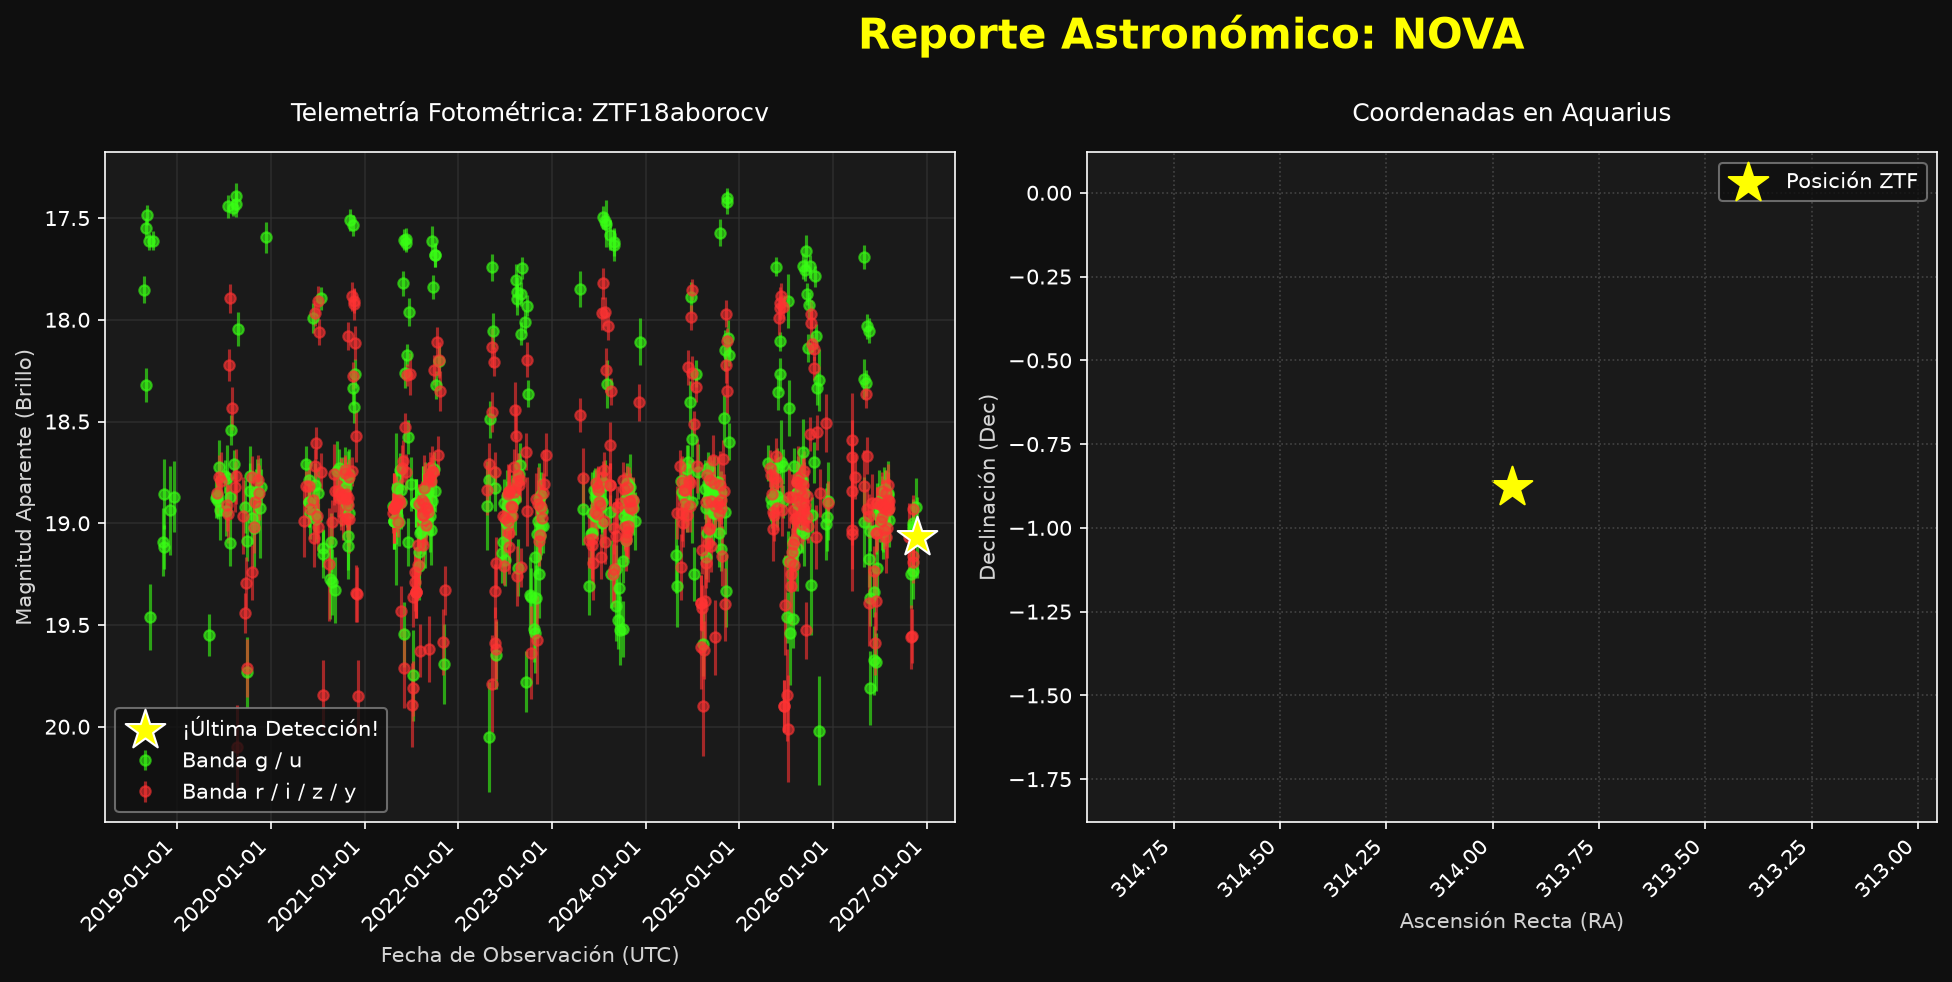 Reporte Astronómico: NOVA
Telemetría Fotométrica: ZTF18aborocv
Magnitud Aparente (Brillo)
17.5
18.0
18.5
19.0
19.5
20.0
¡Última Detección!
Banda g / u
Banda r / i / z / y
2019-01-01
2020-01-01
2021-01-01
2022-01-01
2023-01-01
2024-01-01
2025-01-01
2026-01-01
2027-01-01
Fecha de Observación (UTC)
Coordenadas en Aquarius
Posición ZTF
Declinación (Dec)
0.00
−0.25
−0.50
−0.75
−1.00
−1.25
−1.50
−1.75
314.75
314.50
314.25
314.00
313.75
313.50
313.25
313.00
Ascensión Recta (RA)